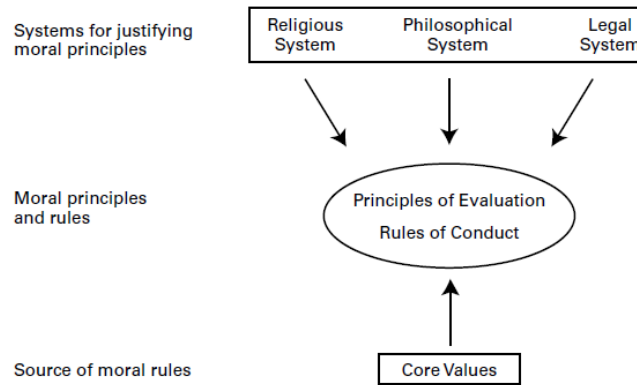 Systems for justifying
moral principles
Religious
System
Philosophical
System
Legal
System
Moral principles
and rules
Principles of Evaluation
Rules of Conduct
Source of moral rules
Core Values